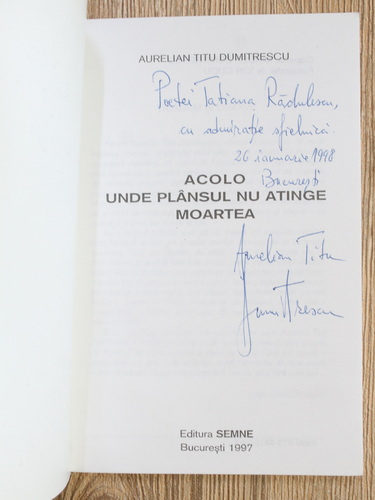 AURELIAN TITU DUMITRESCU
Poetei Tatiana Rădulescu,
cu admirație sfielnică.
26 ianuarie 1998
București
ACOLO
UNDE PLÂNSUL NU ATINGE
MOARTEA
Aurelian Titu
Dumitrescu
Editura SEMNE
București 1997